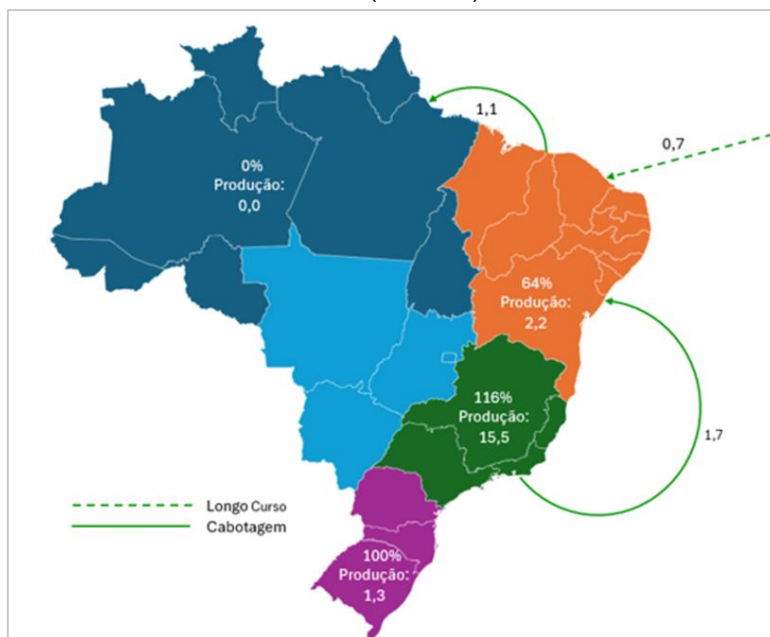 1,1
0,7
0%
Produção:
0,0
64%
Produção:
2,2
116%
Produção:
15,5
1,7
Longo Curso
Cabotagem
100%
Produção:
1,3